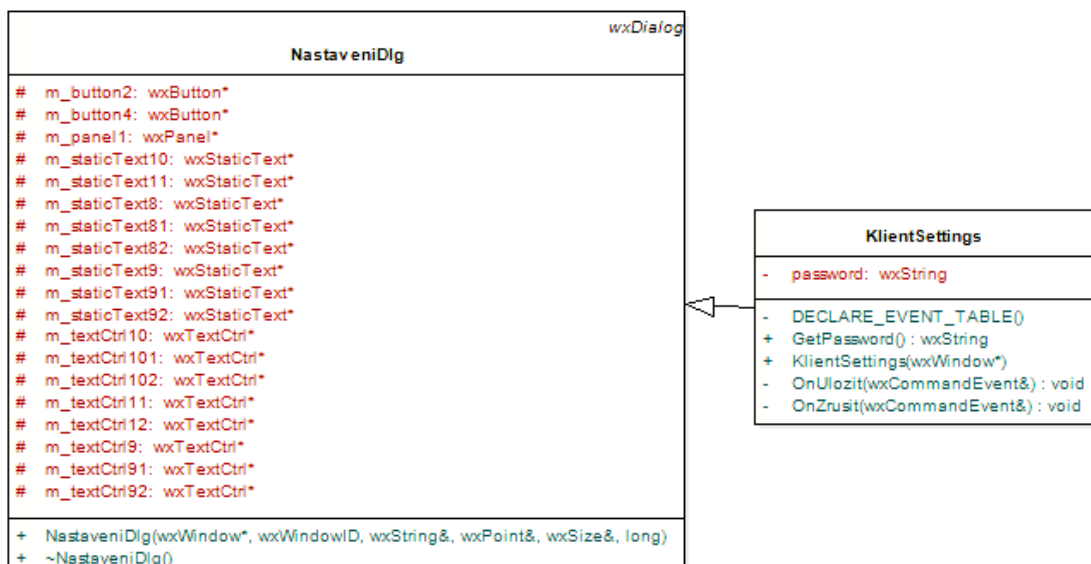 wxDialog
NastaveniDlg
# m_button2: wxButton*
# m_button4: wxButton*
# m_panel1: wxPanel*
# m_staticText10: wxStaticText*
# m_staticText11: wxStaticText*
# m_staticText8: wxStaticText*
# m_staticText81: wxStaticText*
# m_staticText82: wxStaticText*
# m_staticText9: wxStaticText*
# m_staticText91: wxStaticText*
# m_staticText92: wxStaticText*
# m_textCtrl10: wxTextCtrl*
# m_textCtrl101: wxTextCtrl*
# m_textCtrl102: wxTextCtrl*
# m_textCtrl11: wxTextCtrl*
# m_textCtrl12: wxTextCtrl*
# m_textCtrl9: wxTextCtrl*
# m_textCtrl91: wxTextCtrl*
# m_textCtrl92: wxTextCtrl*
+ NastaveniDlg(wxWindow*, wxWindowID, wxString&, wxPoint&, wxSize&, long)
+ ~NastaveniDlg()
KlientSettings
- password: wxString
- DECLARE_EVENT_TABLE()
+ GetPassword() : wxString
+ KlientSettings(wxWindow*)
- OnUlozit(wxCommandEvent&) : void
- OnZrusit(wxCommandEvent&) : void